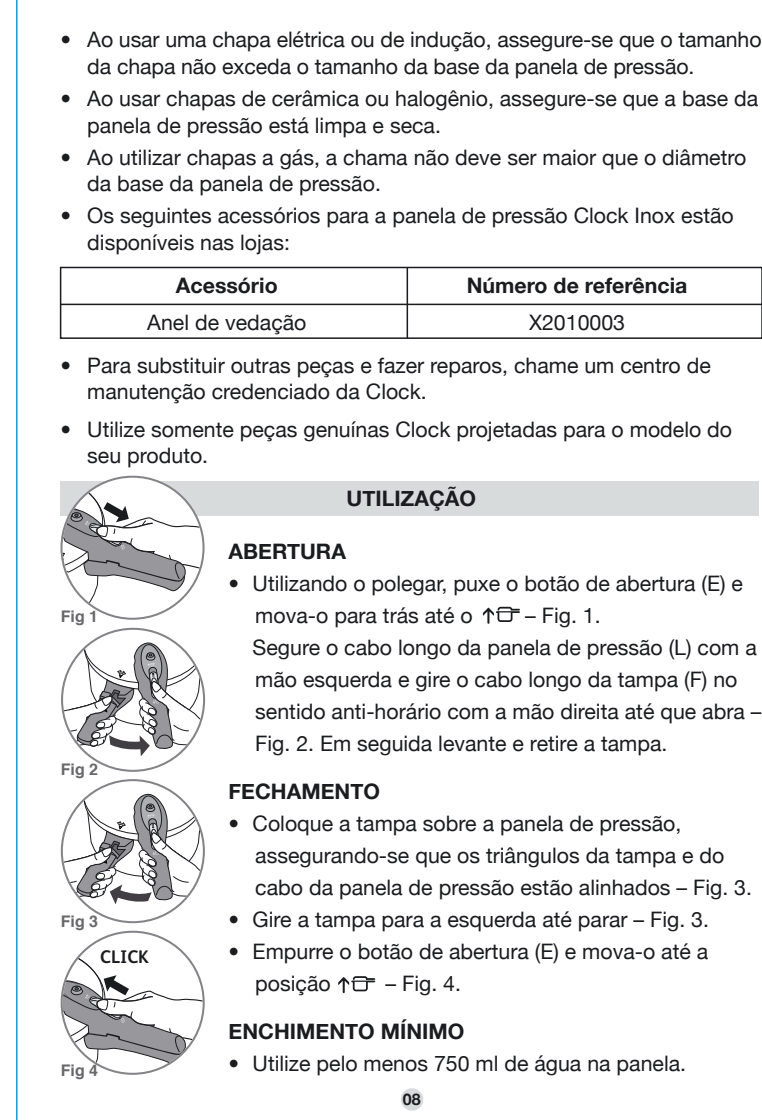 • Ao usar uma chapa elétrica ou de indução, assegure-se que o tamanho
da chapa não exceda o tamanho da base da panela de pressão.
• Ao usar chapas de cerâmica ou halogênio, assegure-se que a base da
panela de pressão está limpa e seca.
• Ao utilizar chapas a gás, a chama não deve ser maior que o diâmetro
da base da panela de pressão.
• Os seguintes acessórios para a panela de pressão Clock Inox estão
disponíveis nas lojas:
Acessório Número de referência
Anel de vedação X2010003
• Para substituir outras peças e fazer reparos, chame um centro de
manutenção credenciado da Clock.
• Utilize somente peças genuínas Clock projetadas para o modelo do
seu produto.
UTILIZAÇÃO
Fig 1
ABERTURA
• Utilizando o polegar, puxe o botão de abertura (E) e
mova-o para trás até o – Fig. 1.
Segure o cabo longo da panela de pressão (L) com a
mão esquerda e gire o cabo longo da tampa (F) no
sentido anti-horário com a mão direita até que abra –
Fig. 2. Em seguida levante e retire a tampa.
Fig 2
FECHAMENTO
• Coloque a tampa sobre a panela de pressão,
assegurando-se que os triângulos da tampa e do
cabo da panela de pressão estão alinhados – Fig. 3.
• Gire a tampa para a esquerda até parar – Fig. 3.
• Empurre o botão de abertura (E) e mova-o até a
posição – Fig. 4.
Fig 3
CLICK
Fig 4
ENCHIMENTO MÍNIMO
• Utilize pelo menos 750 ml de água na panela.
08